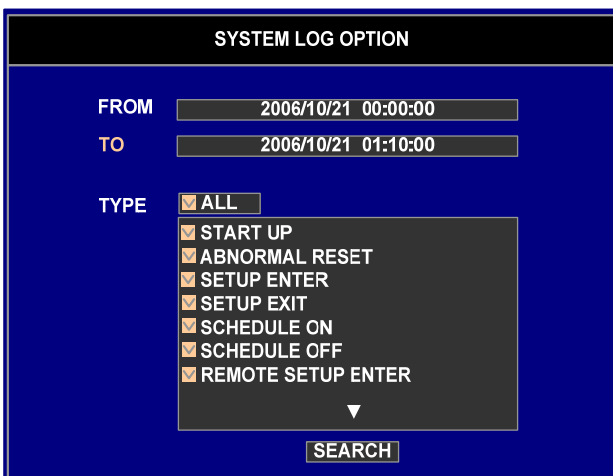 SYSTEM LOG OPTION
FROM 2006/10/21 00:00:00
TO 2006/10/21 01:10:00
TYPE ALL
START UP
ABNORMAL RESET
SETUP ENTER
SETUP EXIT
SCHEDULE ON
SCHEDULE OFF
REMOTE SETUP ENTER
SEARCH